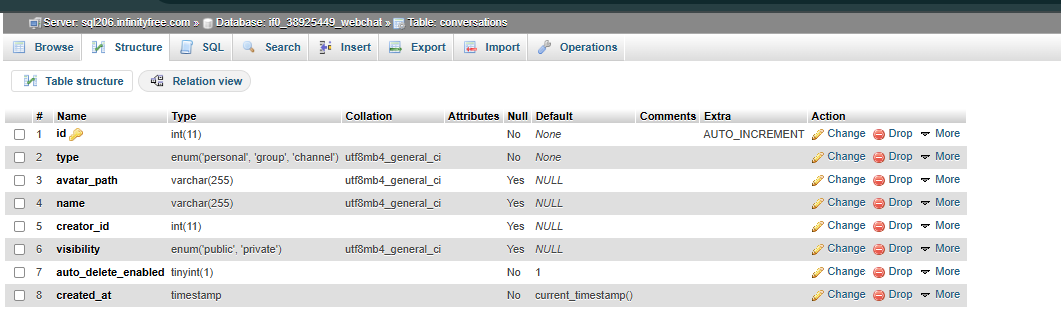 Server: sql206.infinityfree.com » Database: if0_38925449_webchat » Table: conversations
Browse Structure SQL Search Insert Export Import Operations
Table structure Relation view
# Name Type Collation Attributes Null Default Comments Extra Action
1 id int(11) No None AUTO_INCREMENT Change Drop More
2 type enum('personal', 'group', 'channel') utf8mb4_general_ci No None Change Drop More
3 avatar_path varchar(255) utf8mb4_general_ci Yes NULL Change Drop More
4 name varchar(255) utf8mb4_general_ci Yes NULL Change Drop More
5 creator_id int(11) Yes NULL Change Drop More
6 visibility enum('public', 'private') utf8mb4_general_ci Yes NULL Change Drop More
7 auto_delete_enabled tinyint(1) No 1 Change Drop More
8 created_at timestamp No current_timestamp() Change Drop More